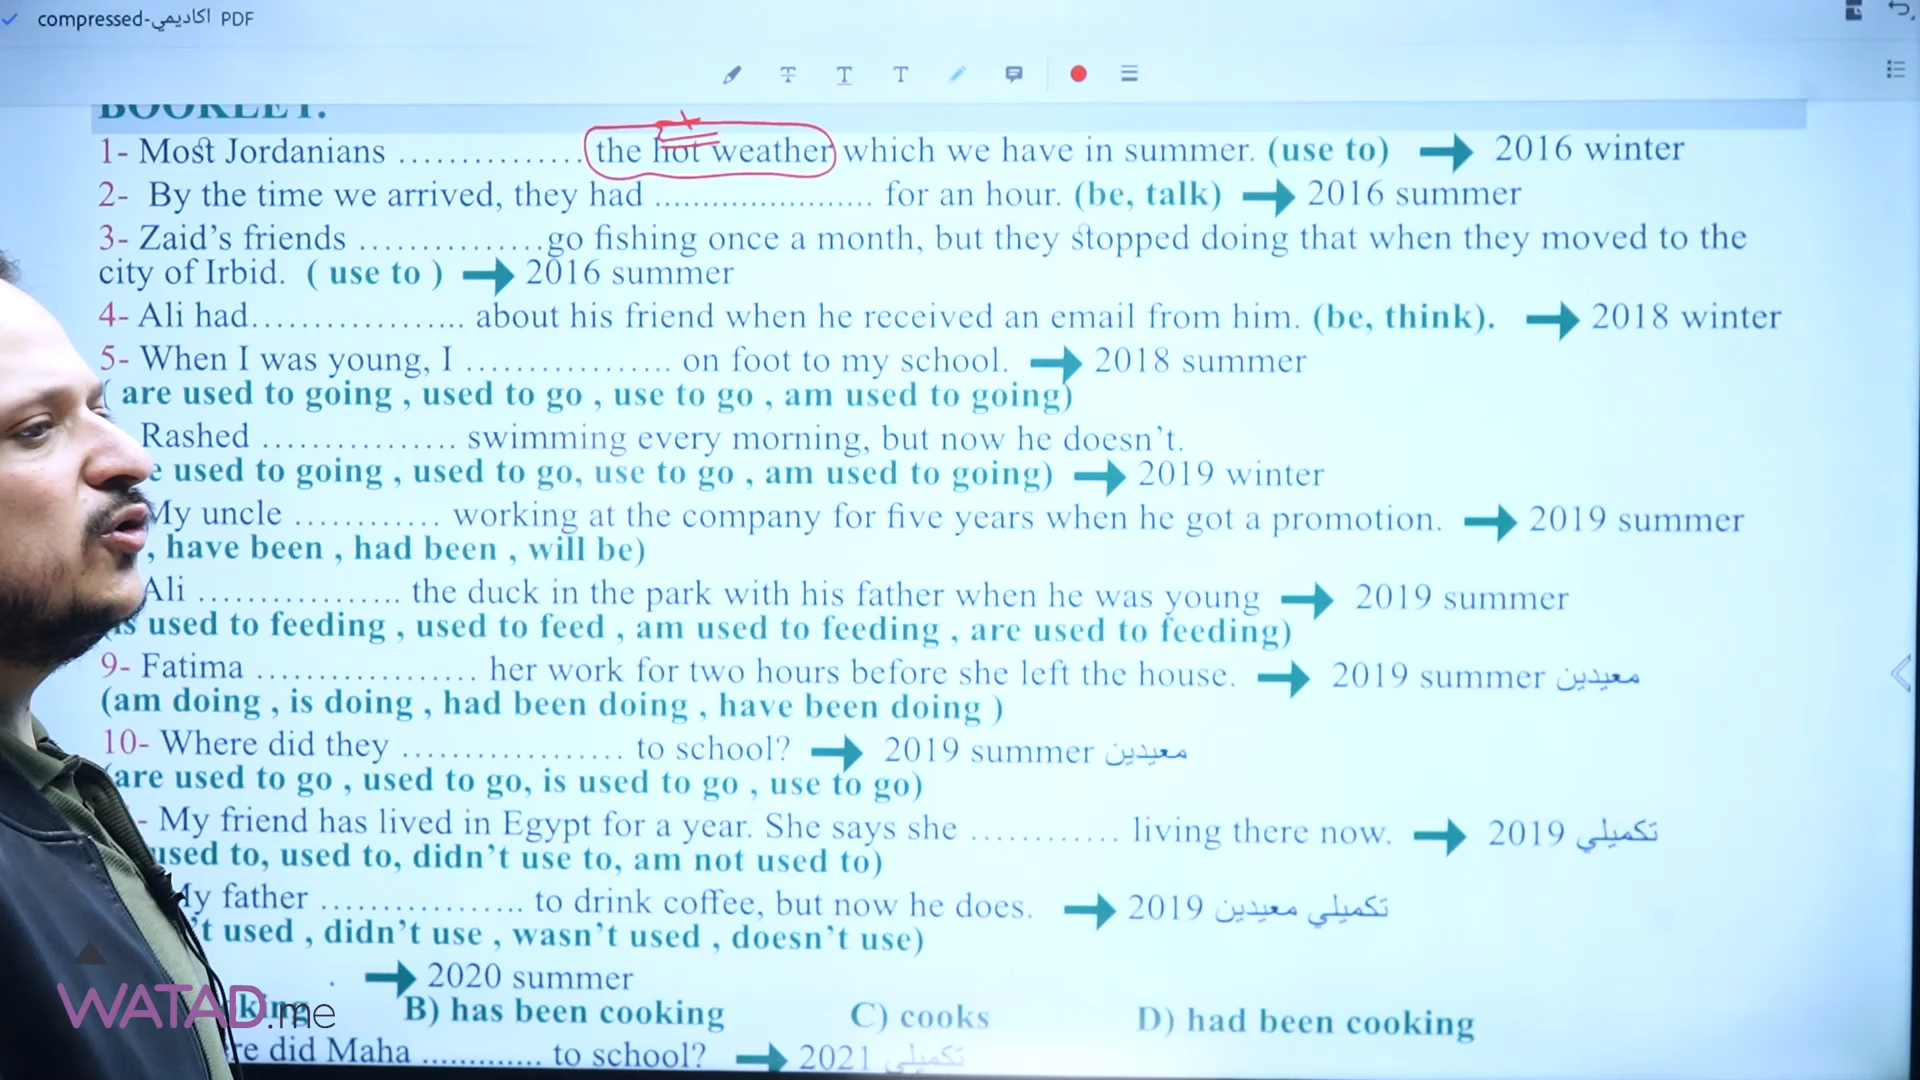 compressed-اكاديمي PDF
BOOKLET:
1- Most Jordanians ............... the hot weather which we have in summer. (use to) → 2016 winter
2- By the time we arrived, they had ...................... for an hour. (be, talk) → 2016 summer
3- Zaid’s friends ...............go fishing once a month, but they stopped doing that when they moved to the
city of Irbid. ( use to ) → 2016 summer
4- Ali had.................. about his friend when he received an email from him. (be, think). → 2018 winter
5- When I was young, I ................. on foot to my school. → 2018 summer
( are used to going , used to go , use to go , am used to going)
Rashed ................ swimming every morning, but now he doesn’t.
e used to going , used to go, use to go , am used to going) → 2019 winter
My uncle ............ working at the company for five years when he got a promotion. → 2019 summer
, have been , had been , will be)
Ali ................. the duck in the park with his father when he was young → 2019 summer
(is used to feeding , used to feed , am used to feeding , are used to feeding)
9- Fatima .................. her work for two hours before she left the house. → 2019 summer معيدين
(am doing , is doing , had been doing , have been doing )
10- Where did they .................. to school? → 2019 summer معيدين
(are used to go , used to go, is used to go , use to go)
- My friend has lived in Egypt for a year. She says she ............ living there now. → 2019 تكميلي
used to, used to, didn’t use to, am not used to)
My father ................. to drink coffee, but now he does. → 2019 تكميلي معيدين
’t used , didn’t use , wasn’t used , doesn’t use)
. → 2020 summer
king B) has been cooking C) cooks D) had been cooking
re did Maha ............. to school? → 2021 تكميلي
WATAD.me